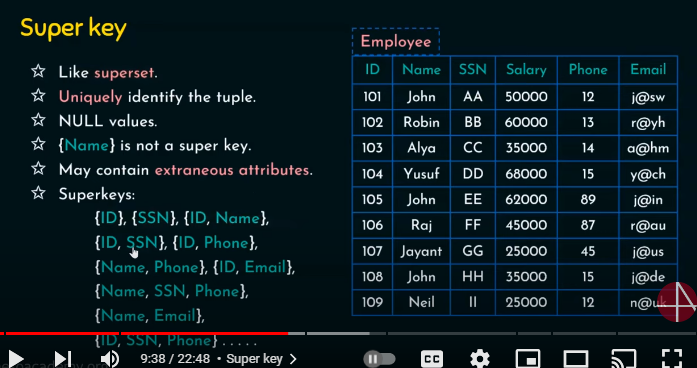 Super key
☆ Like superset.
☆ Uniquely identify the tuple.
☆ NULL values.
☆ {Name} is not a super key.
☆ May contain extraneous attributes.
☆ Superkeys:
{ID}, {SSN}, {ID, Name},
{ID, SSN}, {ID, Phone},
{Name, Phone}, {ID, Email},
{Name, SSN, Phone},
{Name, Email},
{ID, SSN, Phone} . . . . .
Employee
ID Name SSN Salary Phone Email
101 John AA 50000 12 j@sw
102 Robin BB 60000 13 r@yh
103 Alya CC 35000 14 a@hm
104 Yusuf DD 68000 15 y@ch
105 John EE 62000 89 j@in
106 Raj FF 45000 87 r@au
107 Jayant GG 25000 45 j@us
108 John HH 35000 15 j@de
109 Neil II 25000 12 n@uk
9:38 / 22:48 • Super key
CC